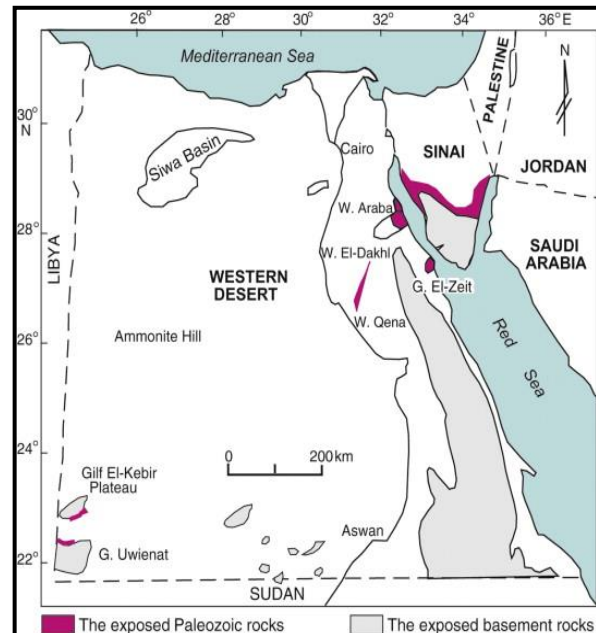 26° 28° 30° 32° 34° 36°E
Mediterranean Sea
N
30°
N
PALESTINE
Cairo
SINAI
JORDAN
Siwa Basin
28°
W. Araba
LIBYA
W. El-Dakhl
SAUDI
ARABIA
WESTERN
DESERT
G. El-Zeit
26°
Ammonite Hill
W. Qena
Red Sea
24°
0 200km
Gilf El-Kebir
Plateau
22°
G. Uwienat
Aswan
SUDAN
The exposed Paleozoic rocks
The exposed basement rocks